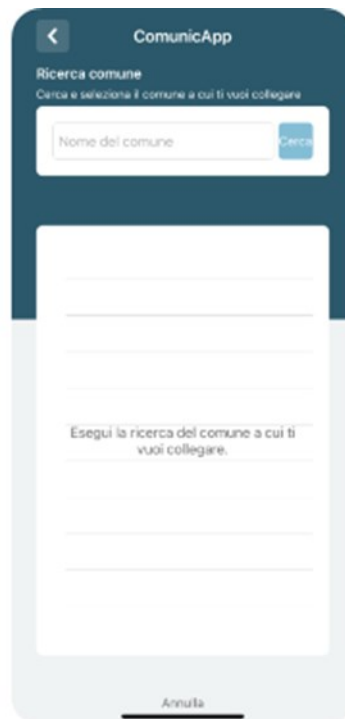 ComunicApp
Ricerca comune
Cerca e seleziona il comune a cui ti vuoi collegare
Nome del comune
Cerca
Esegui la ricerca del comune a cui ti
vuoi collegare.
Annulla